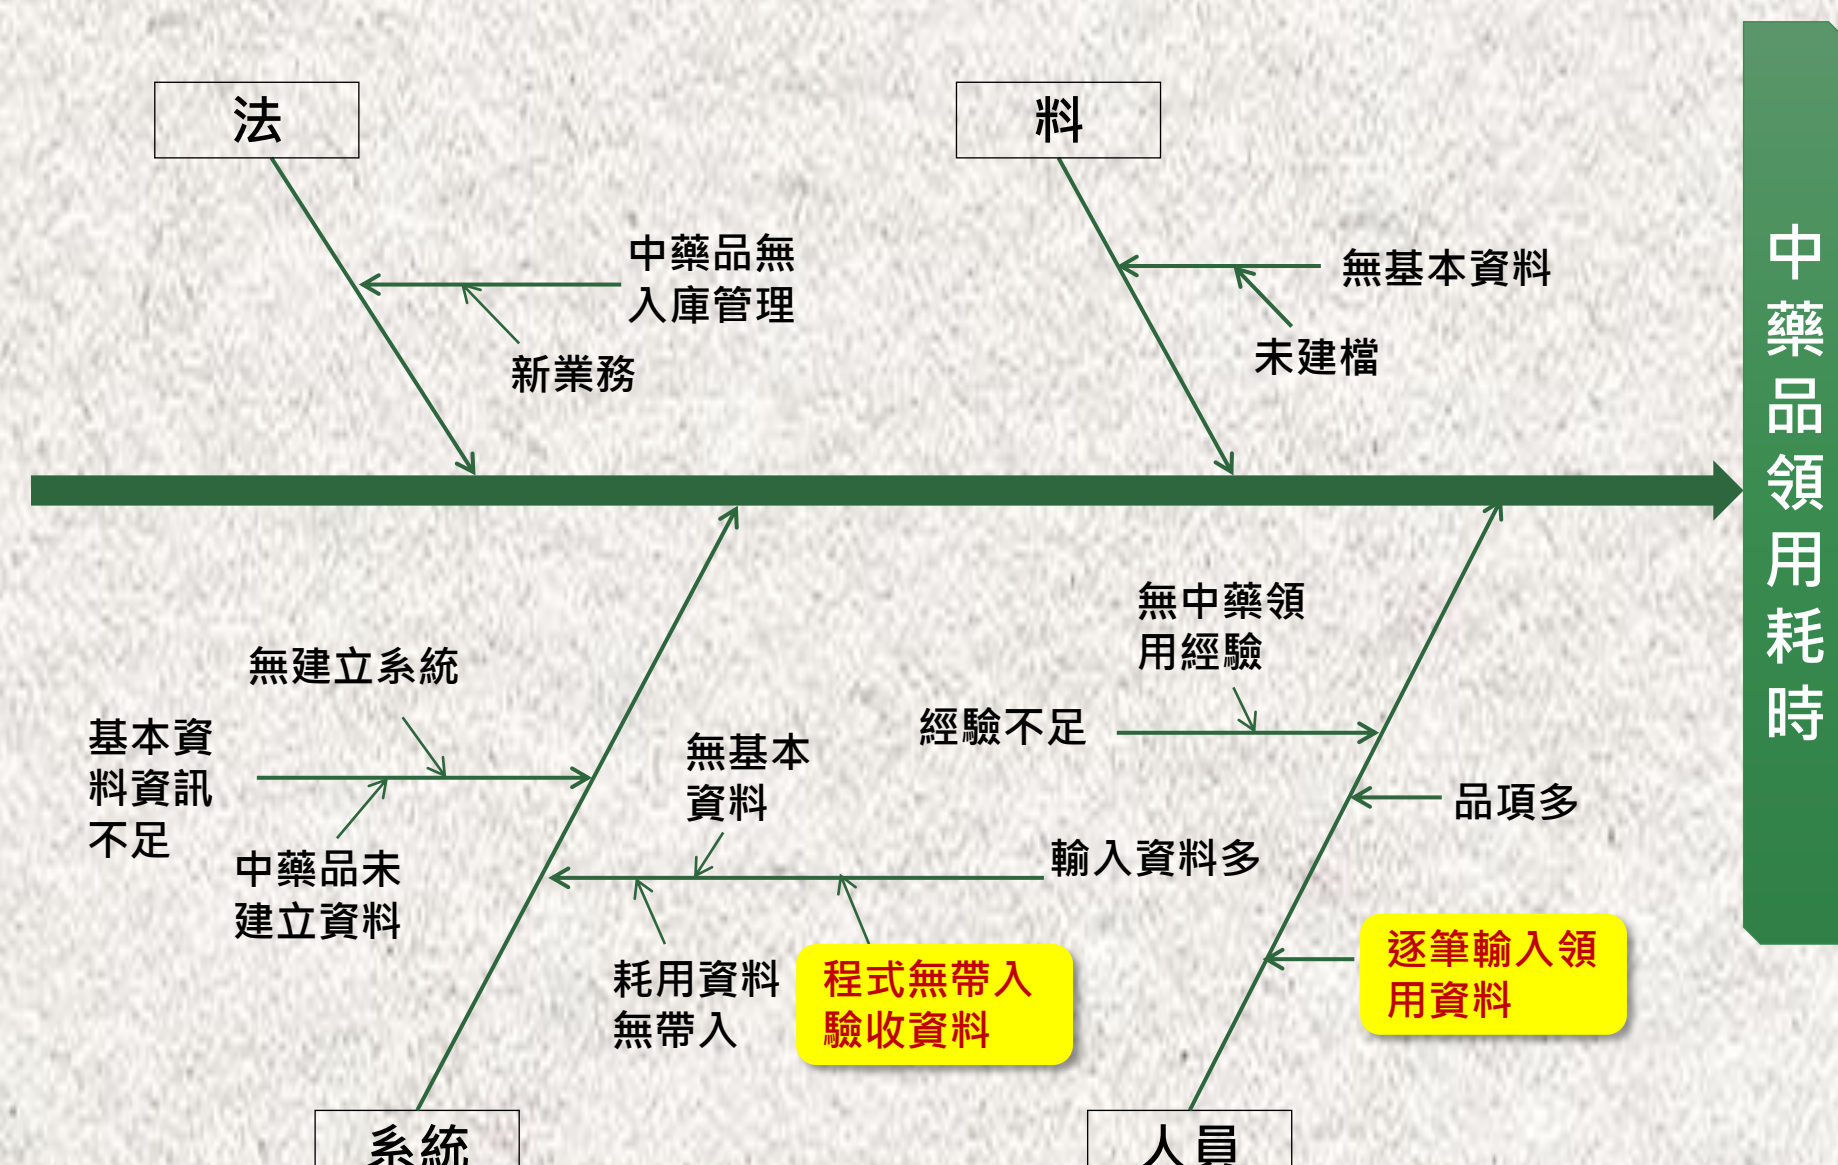 法
料
中藥品無
入庫管理
新業務
無基本資料
未建檔
中藥品領用耗時
無中藥領
用經驗
無建立系統
經驗不足
基本資
料資訊
不足
無基本
資料
品項多
中藥品未
建立資料
輸入資料多
逐筆輸入領
用資料
耗用資料
無帶入
程式無帶入
驗收資料
系統
人員